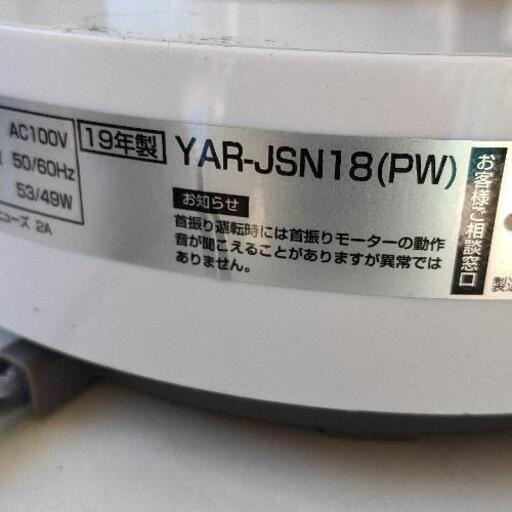 AC100V
50/60Hz
53/49W
ューズ 2A
19年製
YAR-JSN18(PW)
お知らせ
首振り運転時には首振りモーターの動作
音が聞こえることがありますが異常では
ありません。
お客様ご相談窓口
製造